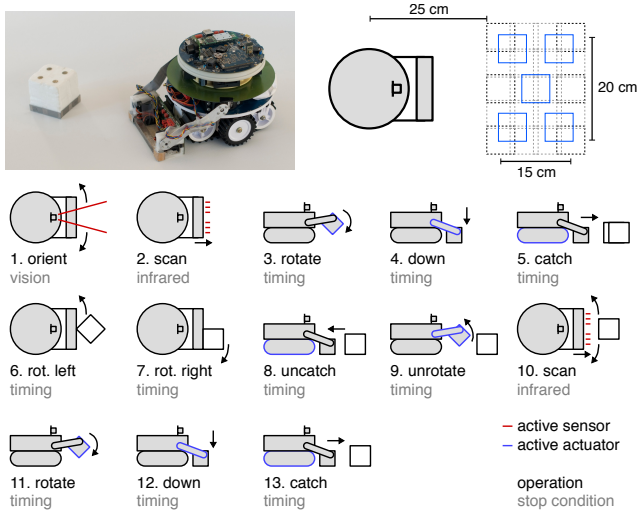 25 cm
20 cm
15 cm
1. orient
vision
2. scan
infrared
3. rotate
timing
4. down
timing
5. catch
timing
6. rot. left
timing
7. rot. right
timing
8. uncatch
timing
9. unrotate
timing
10. scan
infrared
11. rotate
timing
12. down
timing
13. catch
timing
active sensor
active actuator
operation
stop condition